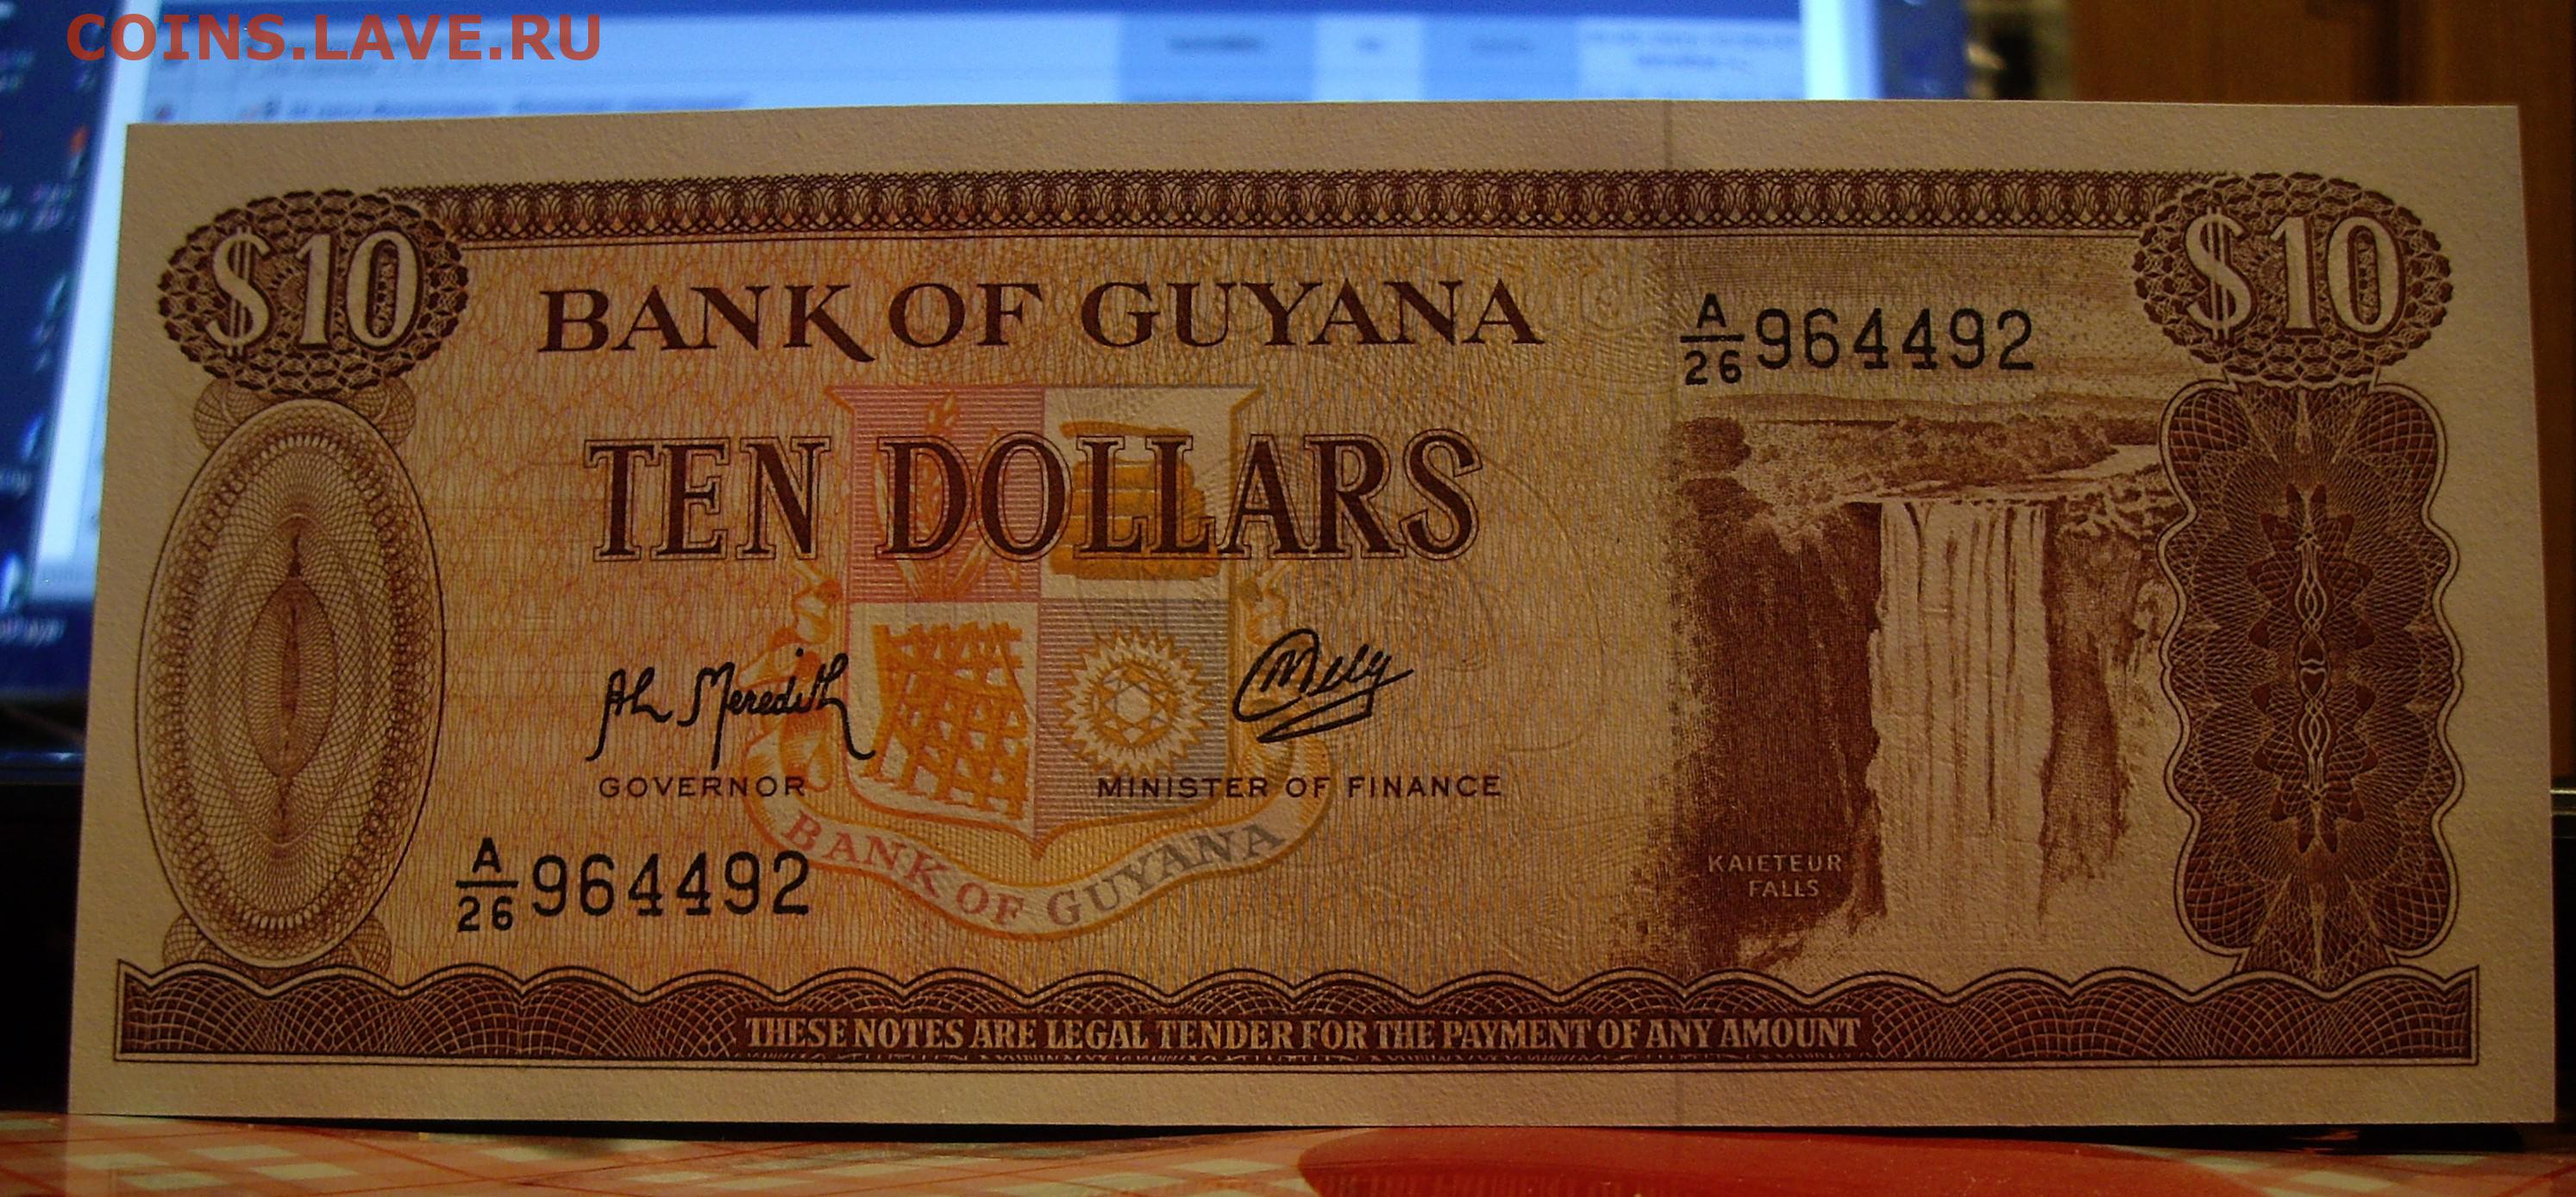 COINS.LAVE.RU
$10
$10
BANK OF GUYANA
A/26 964492
TEN DOLLARS
Meredith
GOVERNOR
MINISTER OF FINANCE
BANK OF GUYANA
A/26 964492
KAIETEUR
FALLS
THESE NOTES ARE LEGAL TENDER FOR THE PAYMENT OF ANY AMOUNT